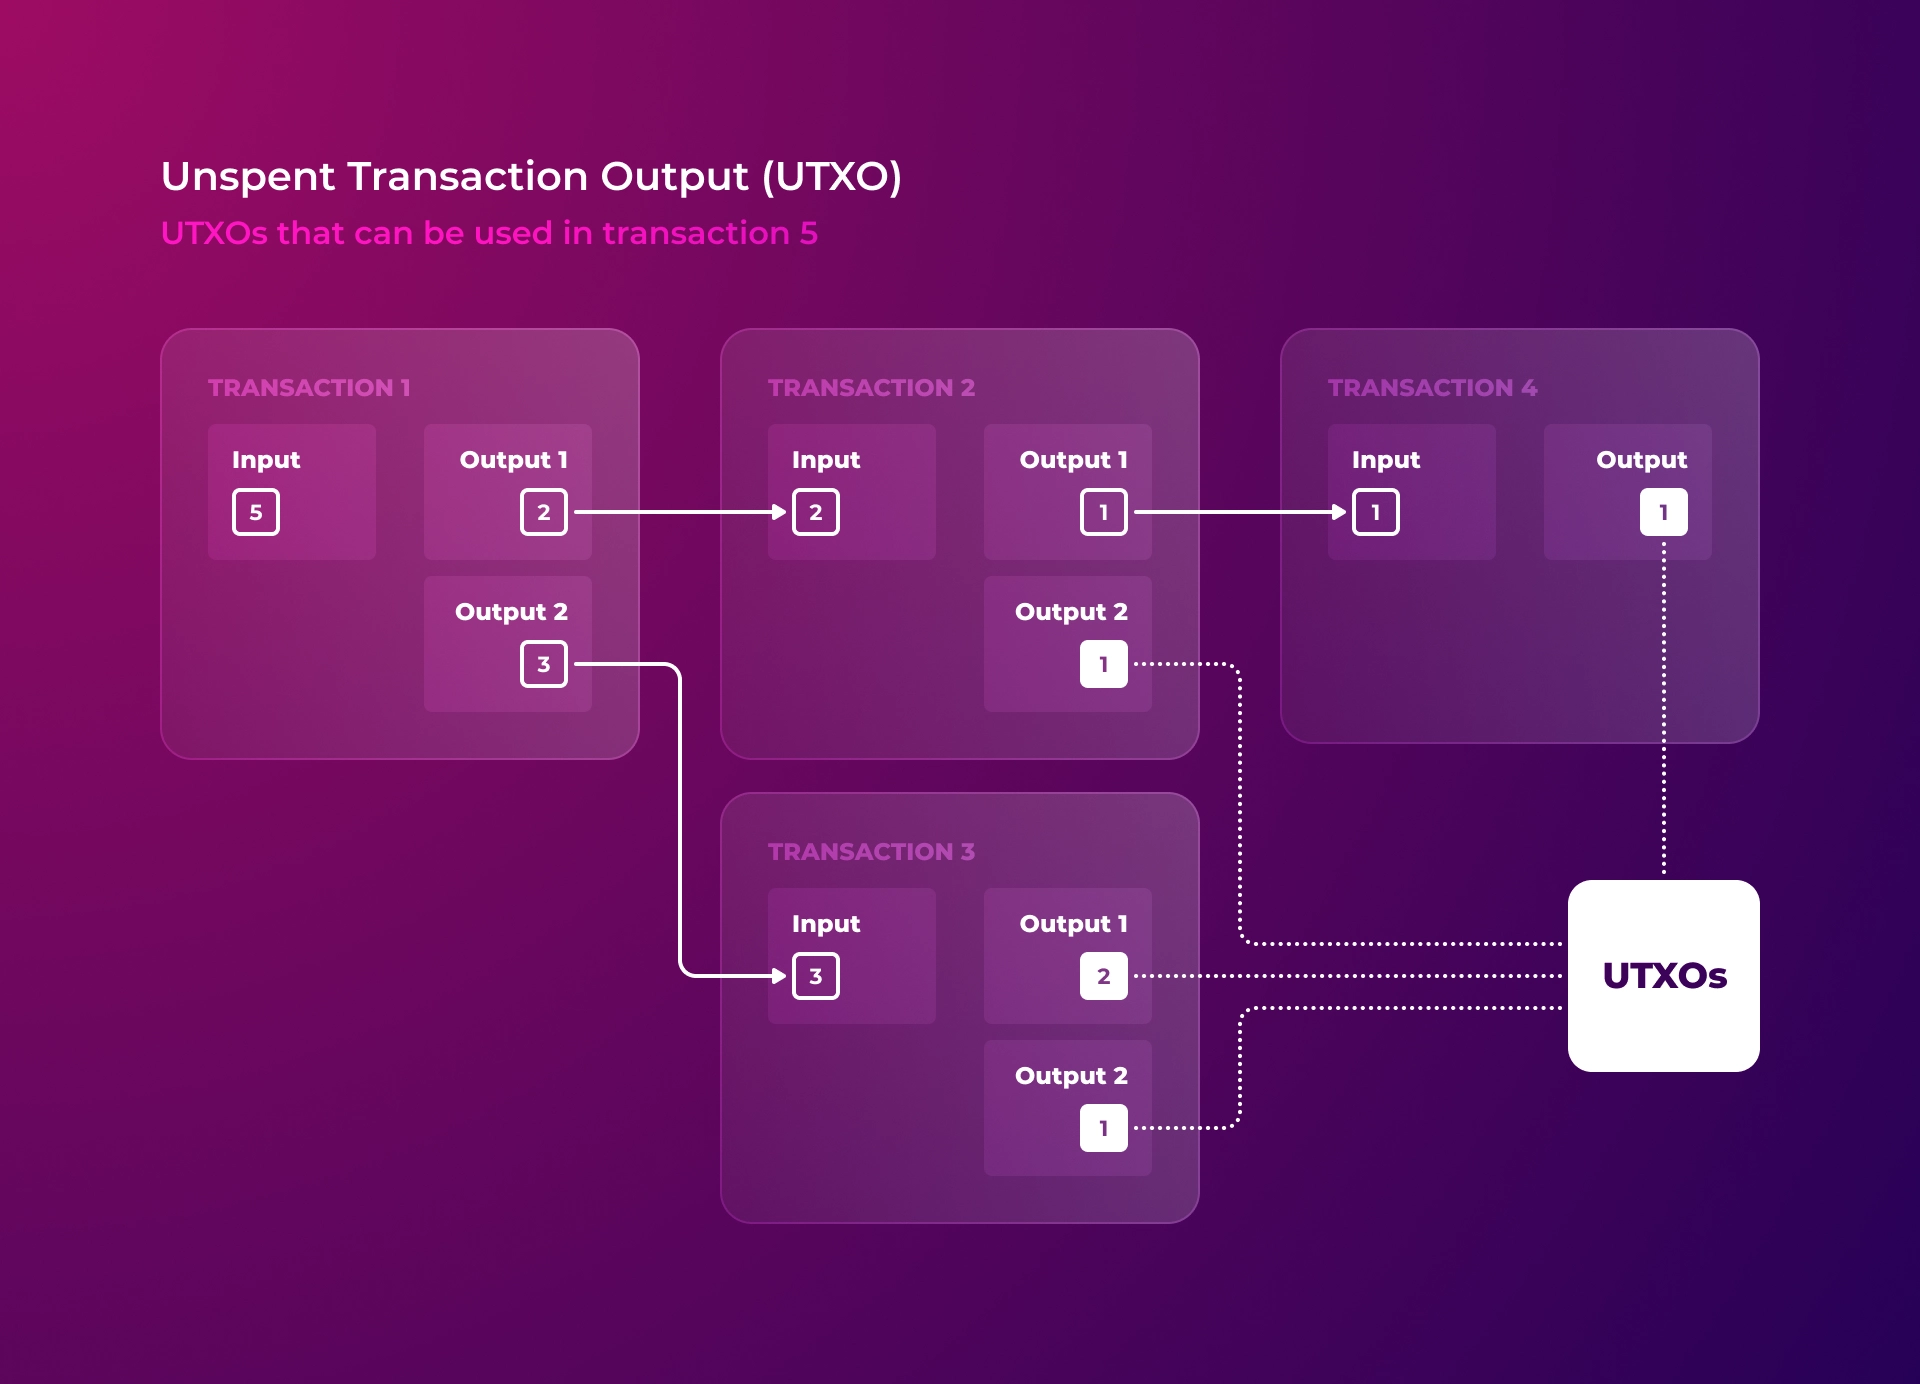 Unspent Transaction Output (UTXO)
UTXOs that can be used in transaction 5
TRANSACTION 1
Input
5
Output 1
2
Output 2
3
TRANSACTION 2
Input
2
Output 1
1
Output 2
1
TRANSACTION 4
Input
1
Output
1
TRANSACTION 3
Input
3
Output 1
2
Output 2
1
UTXOs